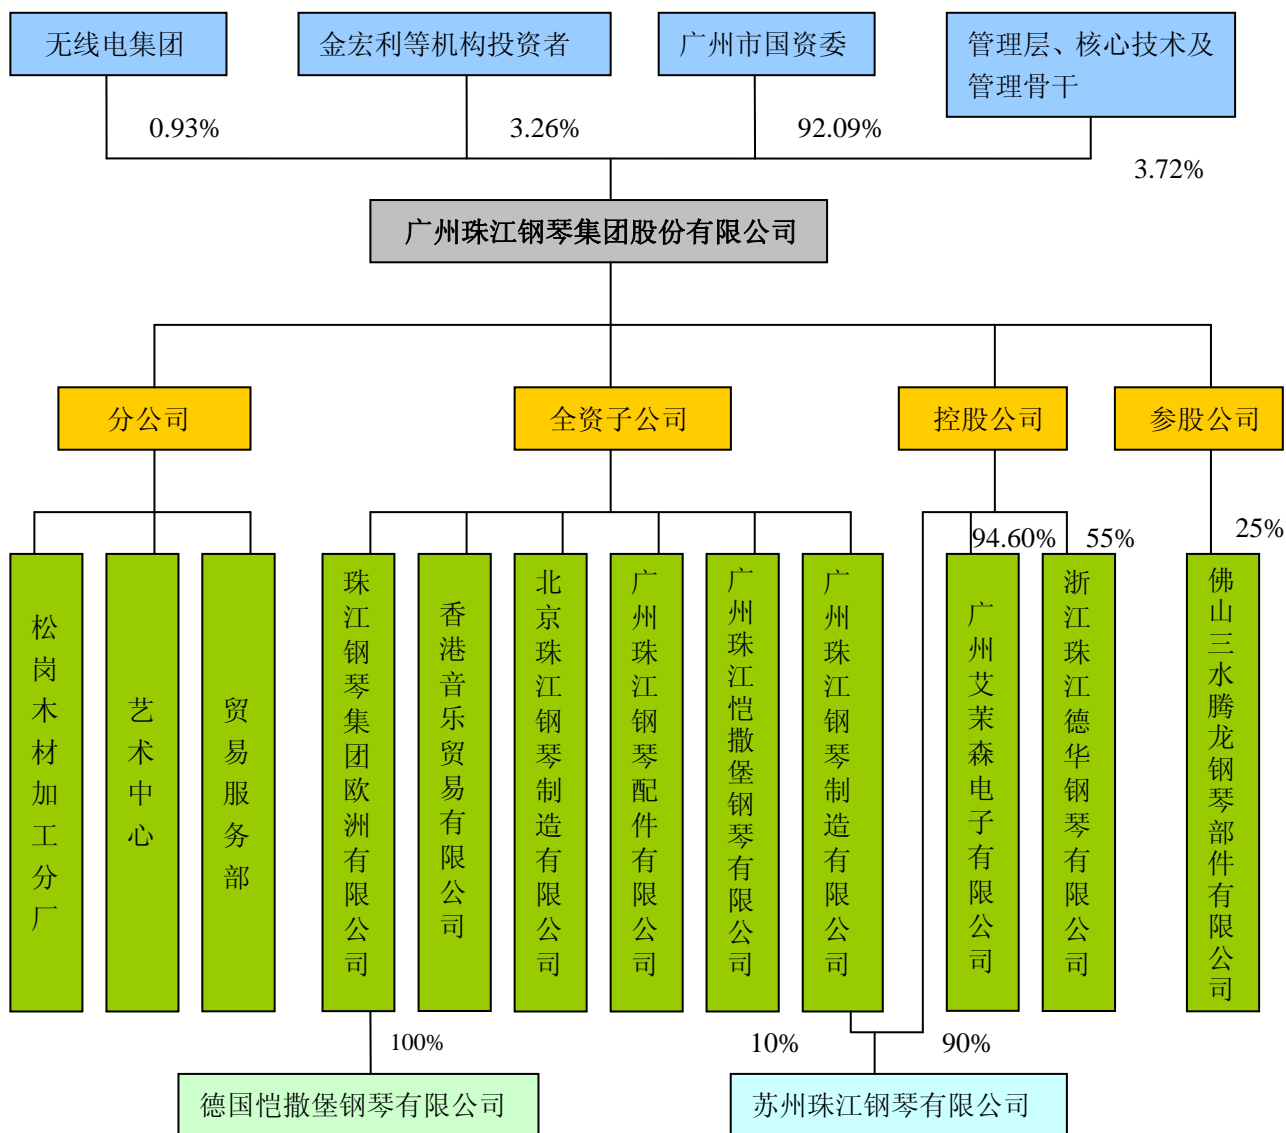 无线电集团
金宏利等机构投资者
广州市国资委
管理层、核心技术及
管理骨干
0.93%
3.26%
92.09%
3.72%
广州珠江钢琴集团股份有限公司
分公司
全资子公司
控股公司
参股公司
94.60%
55%
25%
松岗木材加工分厂
艺术中心
贸易服务部
珠江钢琴集团欧洲有限公司
香港音乐贸易有限公司
北京珠江钢琴制造有限公司
广州珠江钢琴配件有限公司
广州珠江恺撒堡钢琴有限公司
广州珠江钢琴制造有限公司
广州艾茉森电子有限公司
浙江珠江德华钢琴有限公司
佛山三水腾龙钢琴部件有限公司
100%
10%
90%
德国恺撒堡钢琴有限公司
苏州珠江钢琴有限公司